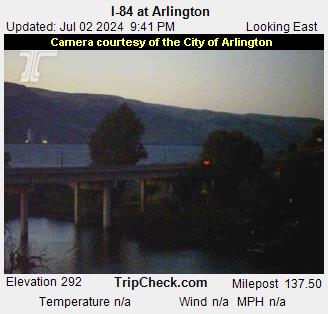 I-84 at Arlington
Updated: Jul 02 2024 9:41 PM Looking East
Camera courtesy of the City of Arlington
Elevation 292 TripCheck.com Milepost 137.50
Temperature n/a Wind n/a MPH n/a